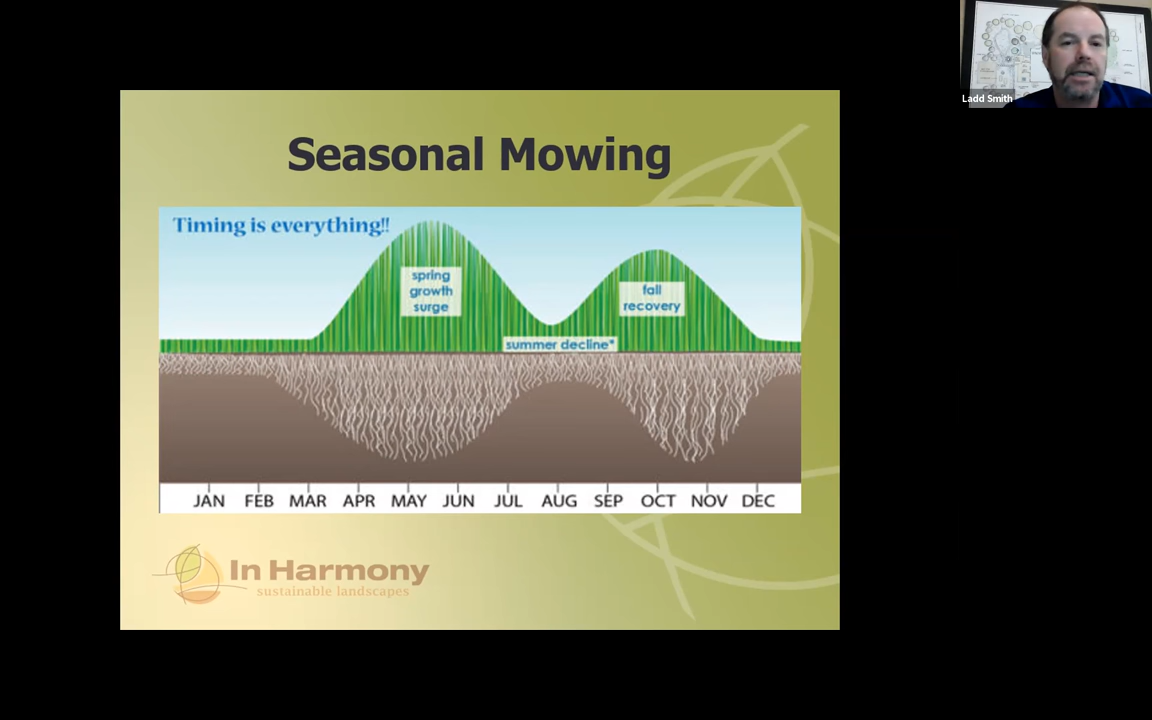 Ladd Smith
Seasonal Mowing
Timing is everything!!
spring
growth
surge
fall
recovery
summer decline*
JAN FEB MAR APR MAY JUN JUL AUG SEP OCT NOV DEC
In Harmony
sustainable landscapes